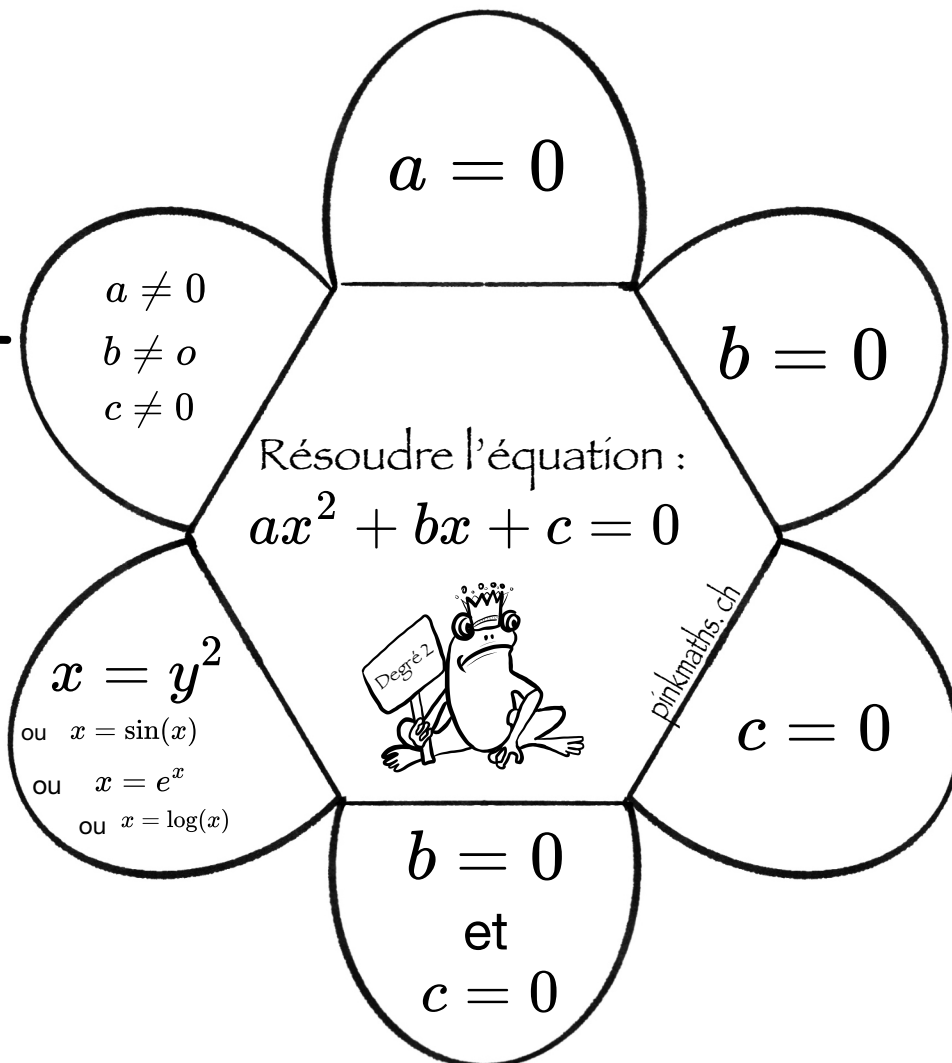 a = 0
a ≠ 0
b ≠ o
c ≠ 0
b = 0
Résoudre l'équation :
ax² + bx + c = 0
Degré 2
pinkmaths.ch
x = y²
ou x = sin(x)
ou x = eˣ
ou x = log(x)
c = 0
b = 0
et
c = 0